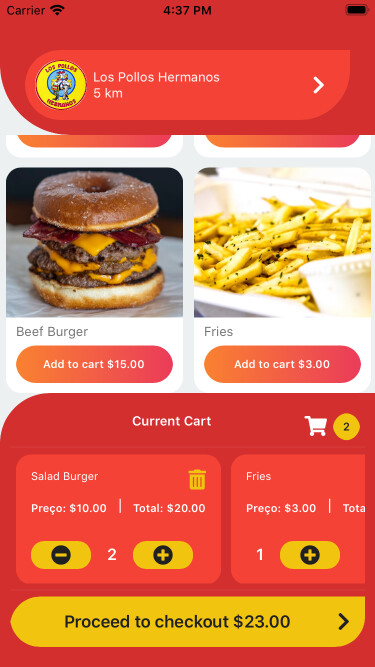 Carrier 4:37 PM
LOS POLLOS
HERMANOS
Los Pollos Hermanos
5 km
Beef Burger Fries
Add to cart $15.00 Add to cart $3.00
Current Cart 2
Salad Burger Fries
Preço: $10.00 | Total: $20.00 Preço: $3.00 | Tota
2 1
Proceed to checkout $23.00